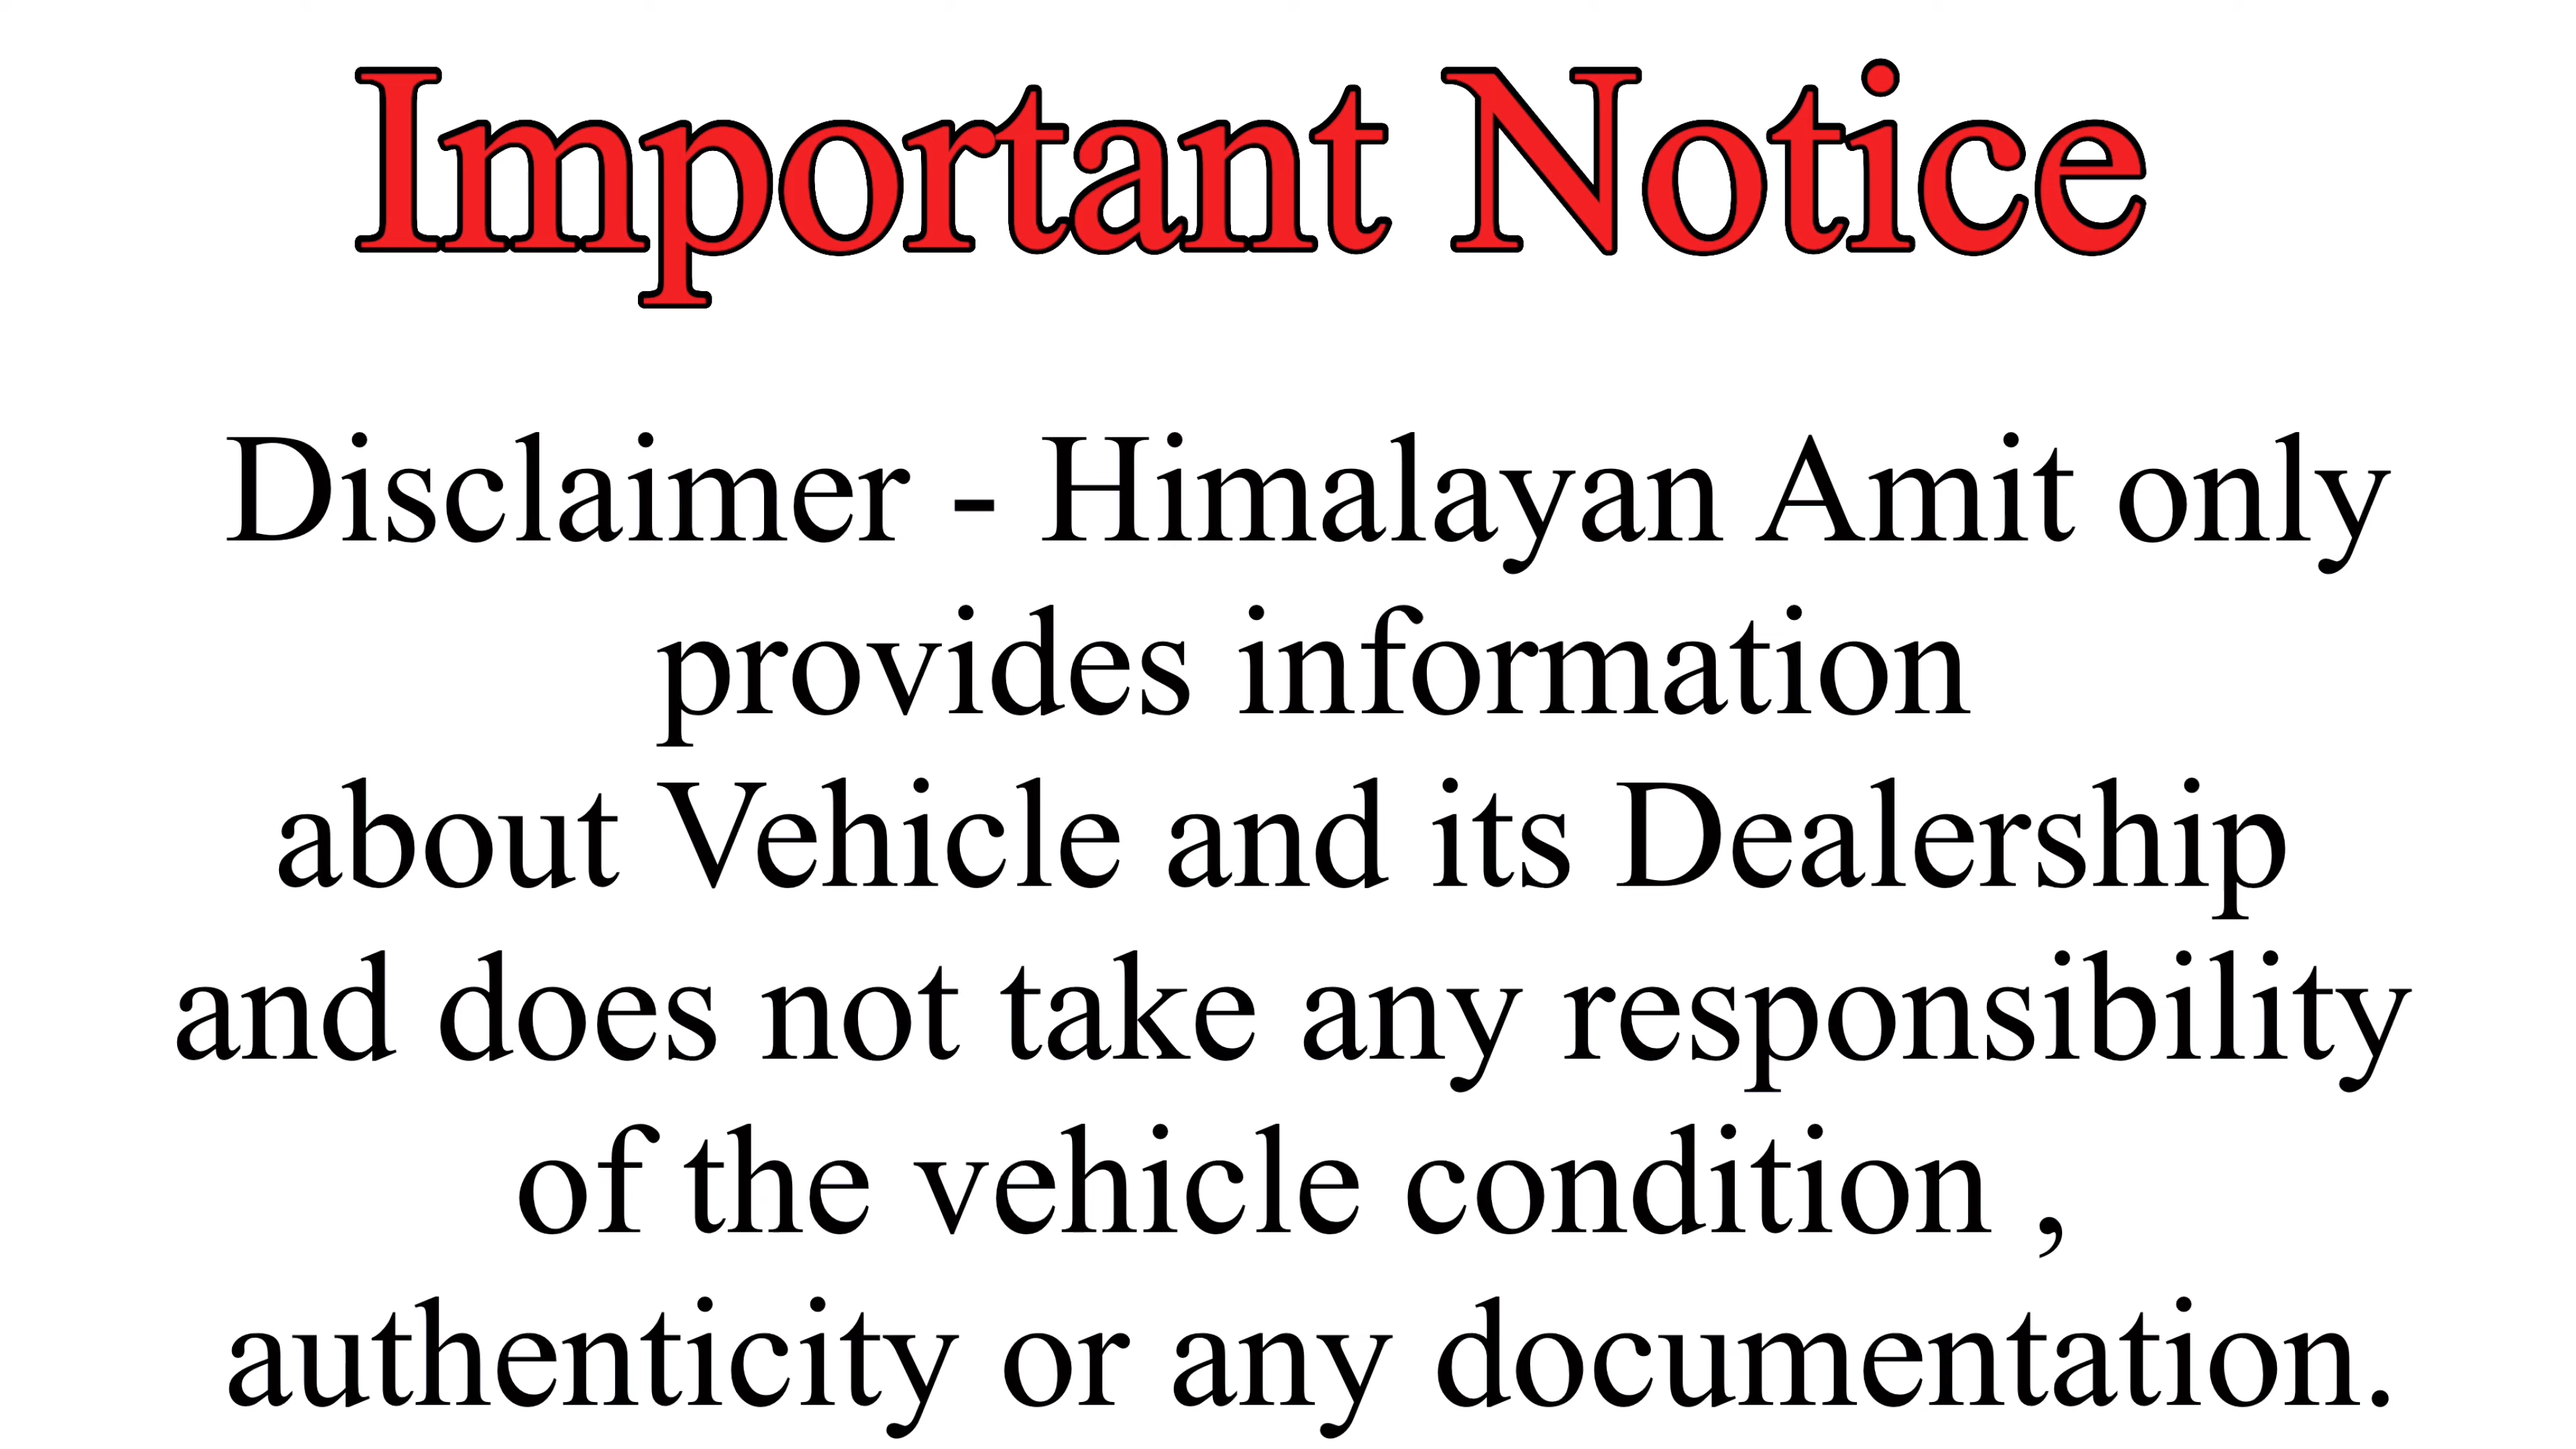 Important Notice
Disclaimer - Himalayan Amit only
provides information
about Vehicle and its Dealership
and does not take any responsibility
of the vehicle condition ,
authenticity or any documentation.